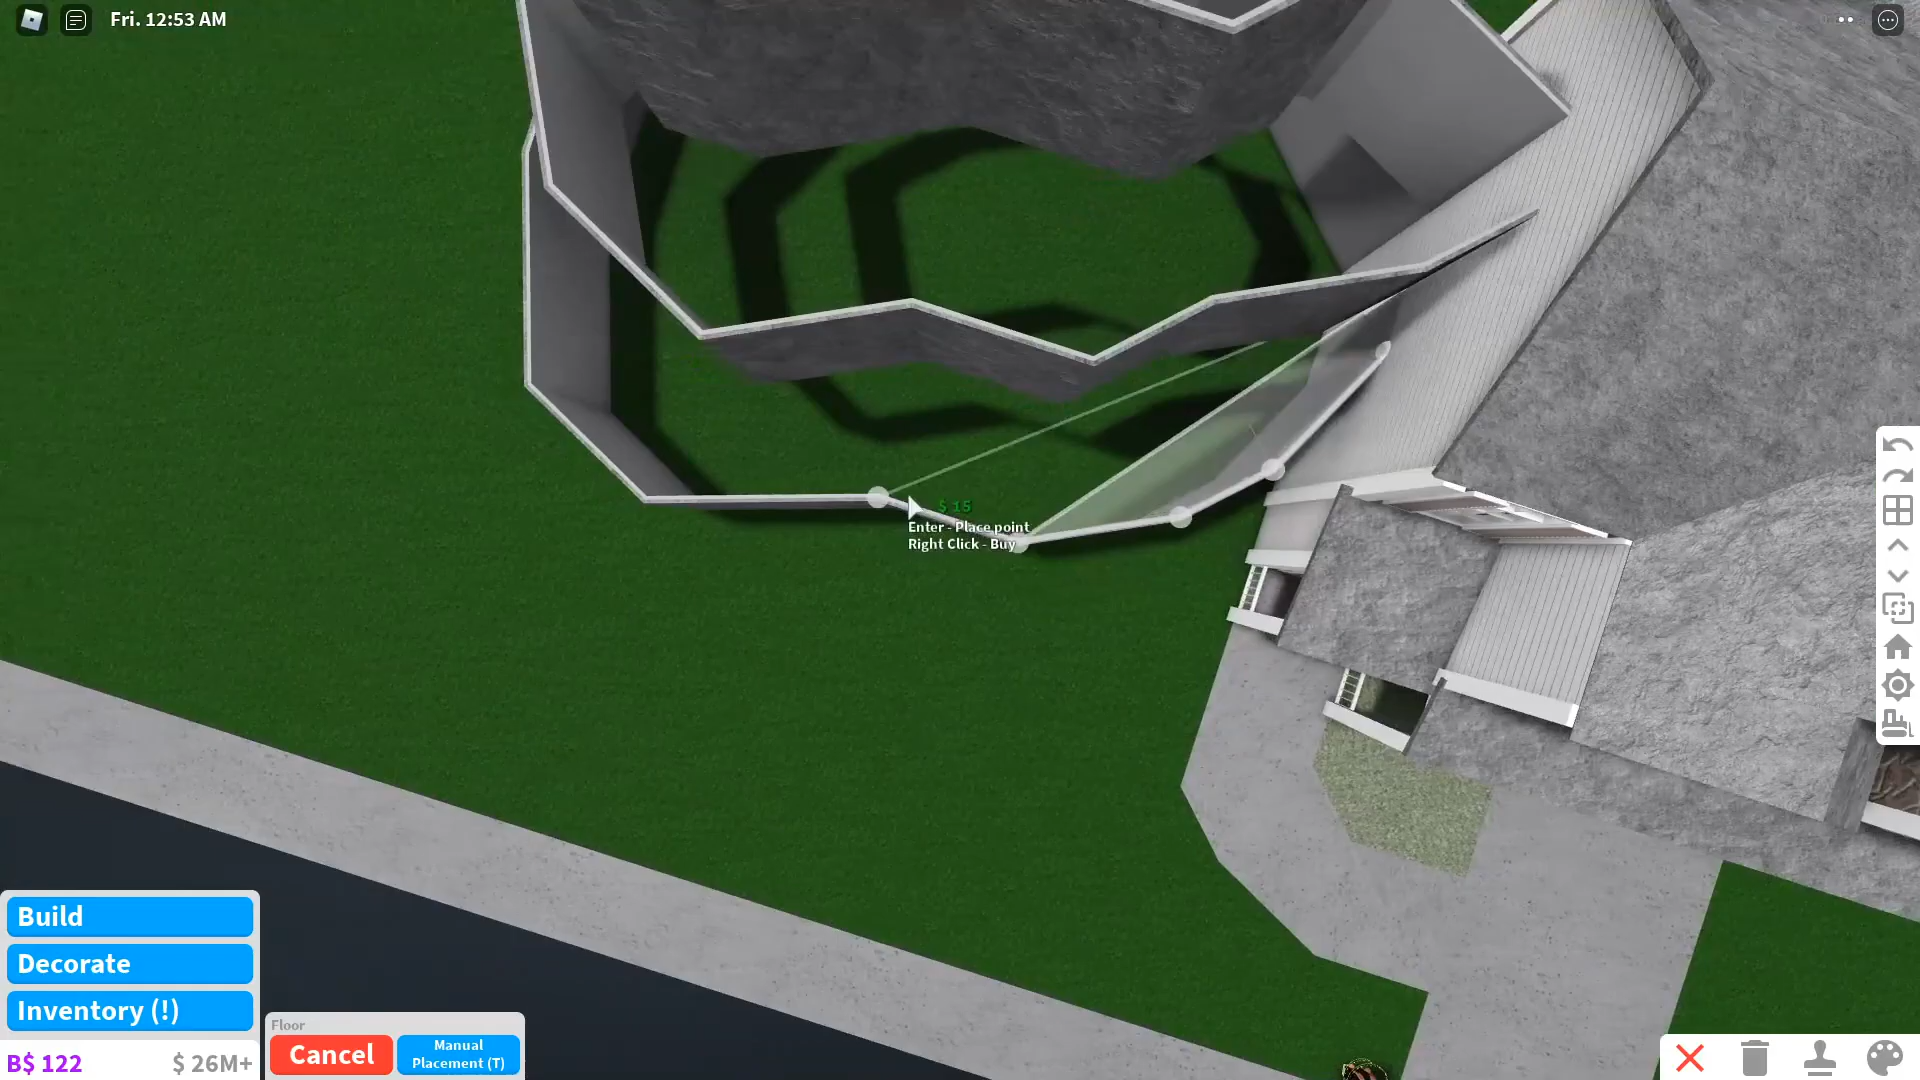 Fri. 12:53 AM
$ 15
Enter - Place point
Right Click - Buy
Build
Decorate
Inventory (!)
B$ 122
$ 26M+
Floor
Cancel
Manual
Placement (T)